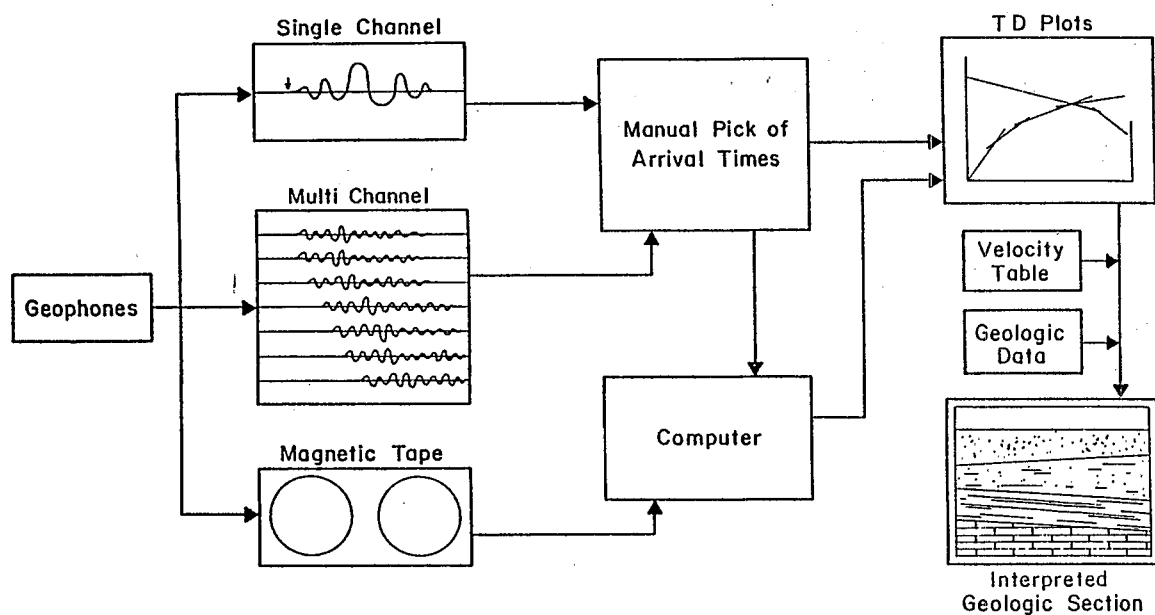 Single Channel
TD Plots
Manual Pick of
Arrival Times
Multi Channel
Velocity
Table
Geophones
Geologic
Data
Computer
Magnetic Tape
Interpreted
Geologic Section